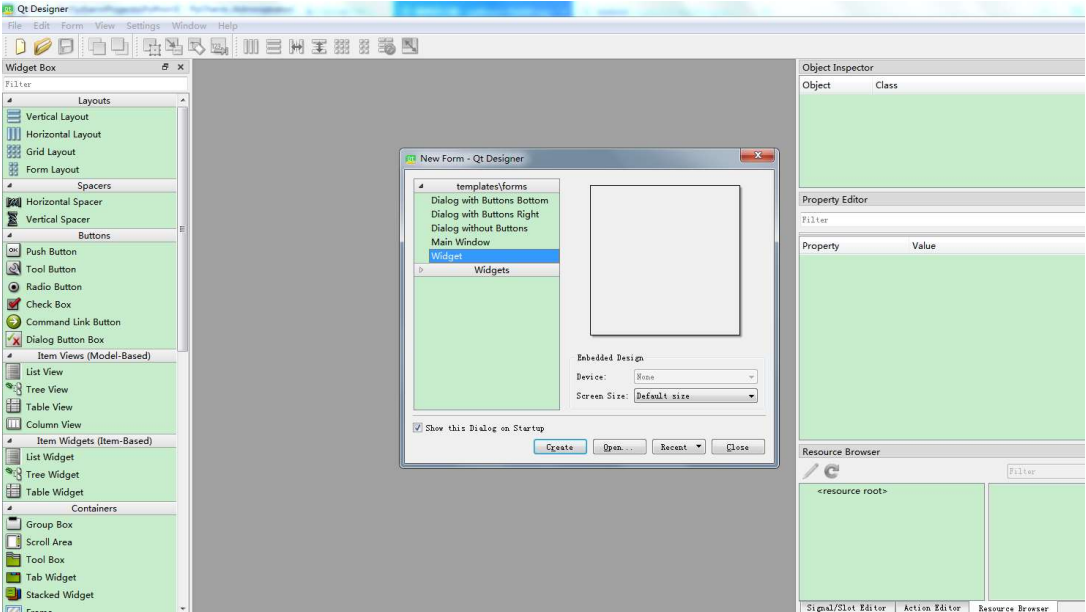 Qt Designer
File Edit Form View Settings Window Help
Widget Box
Filter
Layouts
Vertical Layout
Horizontal Layout
Grid Layout
Form Layout
Spacers
Horizontal Spacer
Vertical Spacer
Buttons
Push Button
Tool Button
Radio Button
Check Box
Command Link Button
Dialog Button Box
Item Views (Model-Based)
List View
Tree View
Table View
Column View
Item Widgets (Item-Based)
List Widget
Tree Widget
Table Widget
Containers
Group Box
Scroll Area
Tool Box
Tab Widget
Stacked Widget
Frame
New Form - Qt Designer
templates\forms
Dialog with Buttons Bottom
Dialog with Buttons Right
Dialog without Buttons
Main Window
Widget
Widgets
Embedded Design
Device: None
Screen Size: Default size
Show this Dialog on Startup
Create Open... Recent Close
Object Inspector
Object Class
Property Editor
Filter
Property Value
Resource Browser
Filter
<resource root>
Signal/Slot Editor Action Editor Resource Browser